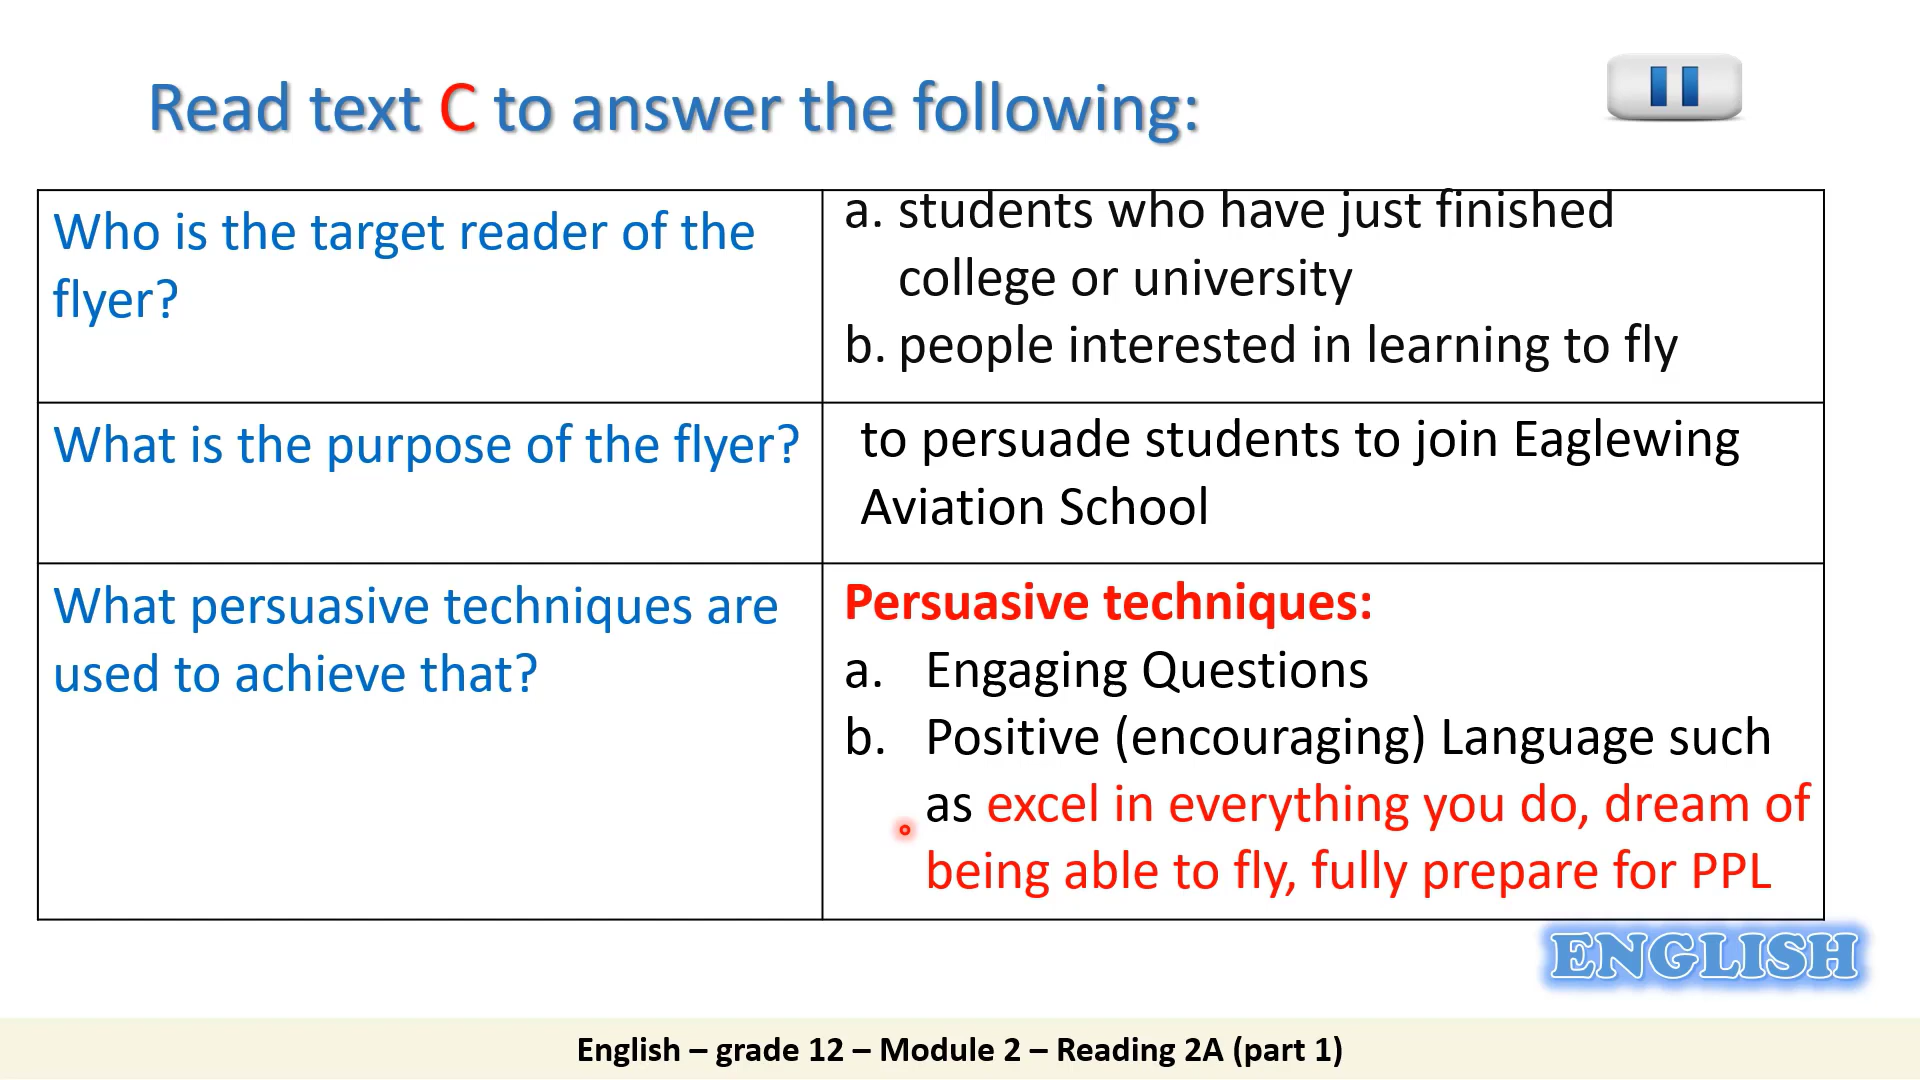 Read text C to answer the following:
Who is the target reader of the
flyer?
a. students who have just finished
college or university
b. people interested in learning to fly
What is the purpose of the flyer?
to persuade students to join Eaglewing
Aviation School
What persuasive techniques are
used to achieve that?
Persuasive techniques:
a. Engaging Questions
b. Positive (encouraging) Language such
as excel in everything you do, dream of
being able to fly, fully prepare for PPL
ENGLISH
English – grade 12 – Module 2 – Reading 2A (part 1)